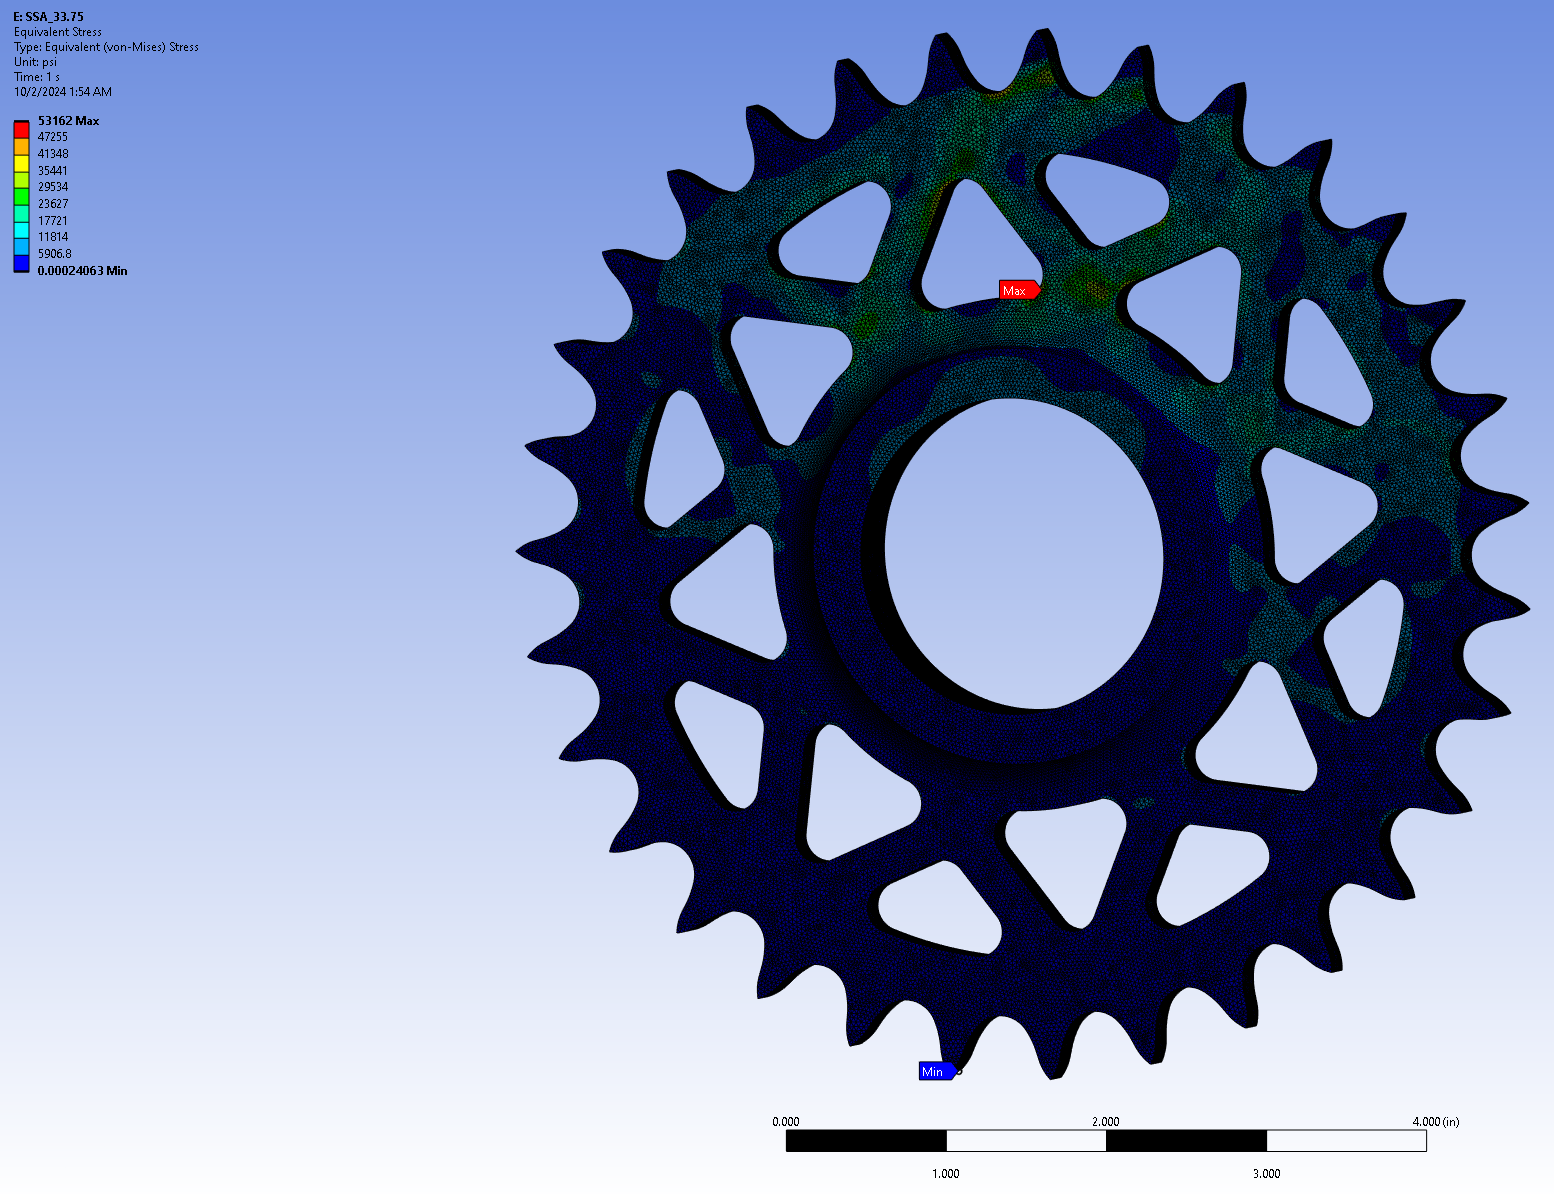 E: SSA_33.75
Equivalent Stress
Type: Equivalent (von-Mises) Stress
Unit: psi
Time: 1 s
10/2/2024 1:54 AM
53162 Max
47255
41348
35441
29534
23627
17721
11814
5906.8
0.00024063 Min
Max
Min
0.000 2.000 4.000 (in)
1.000 3.000